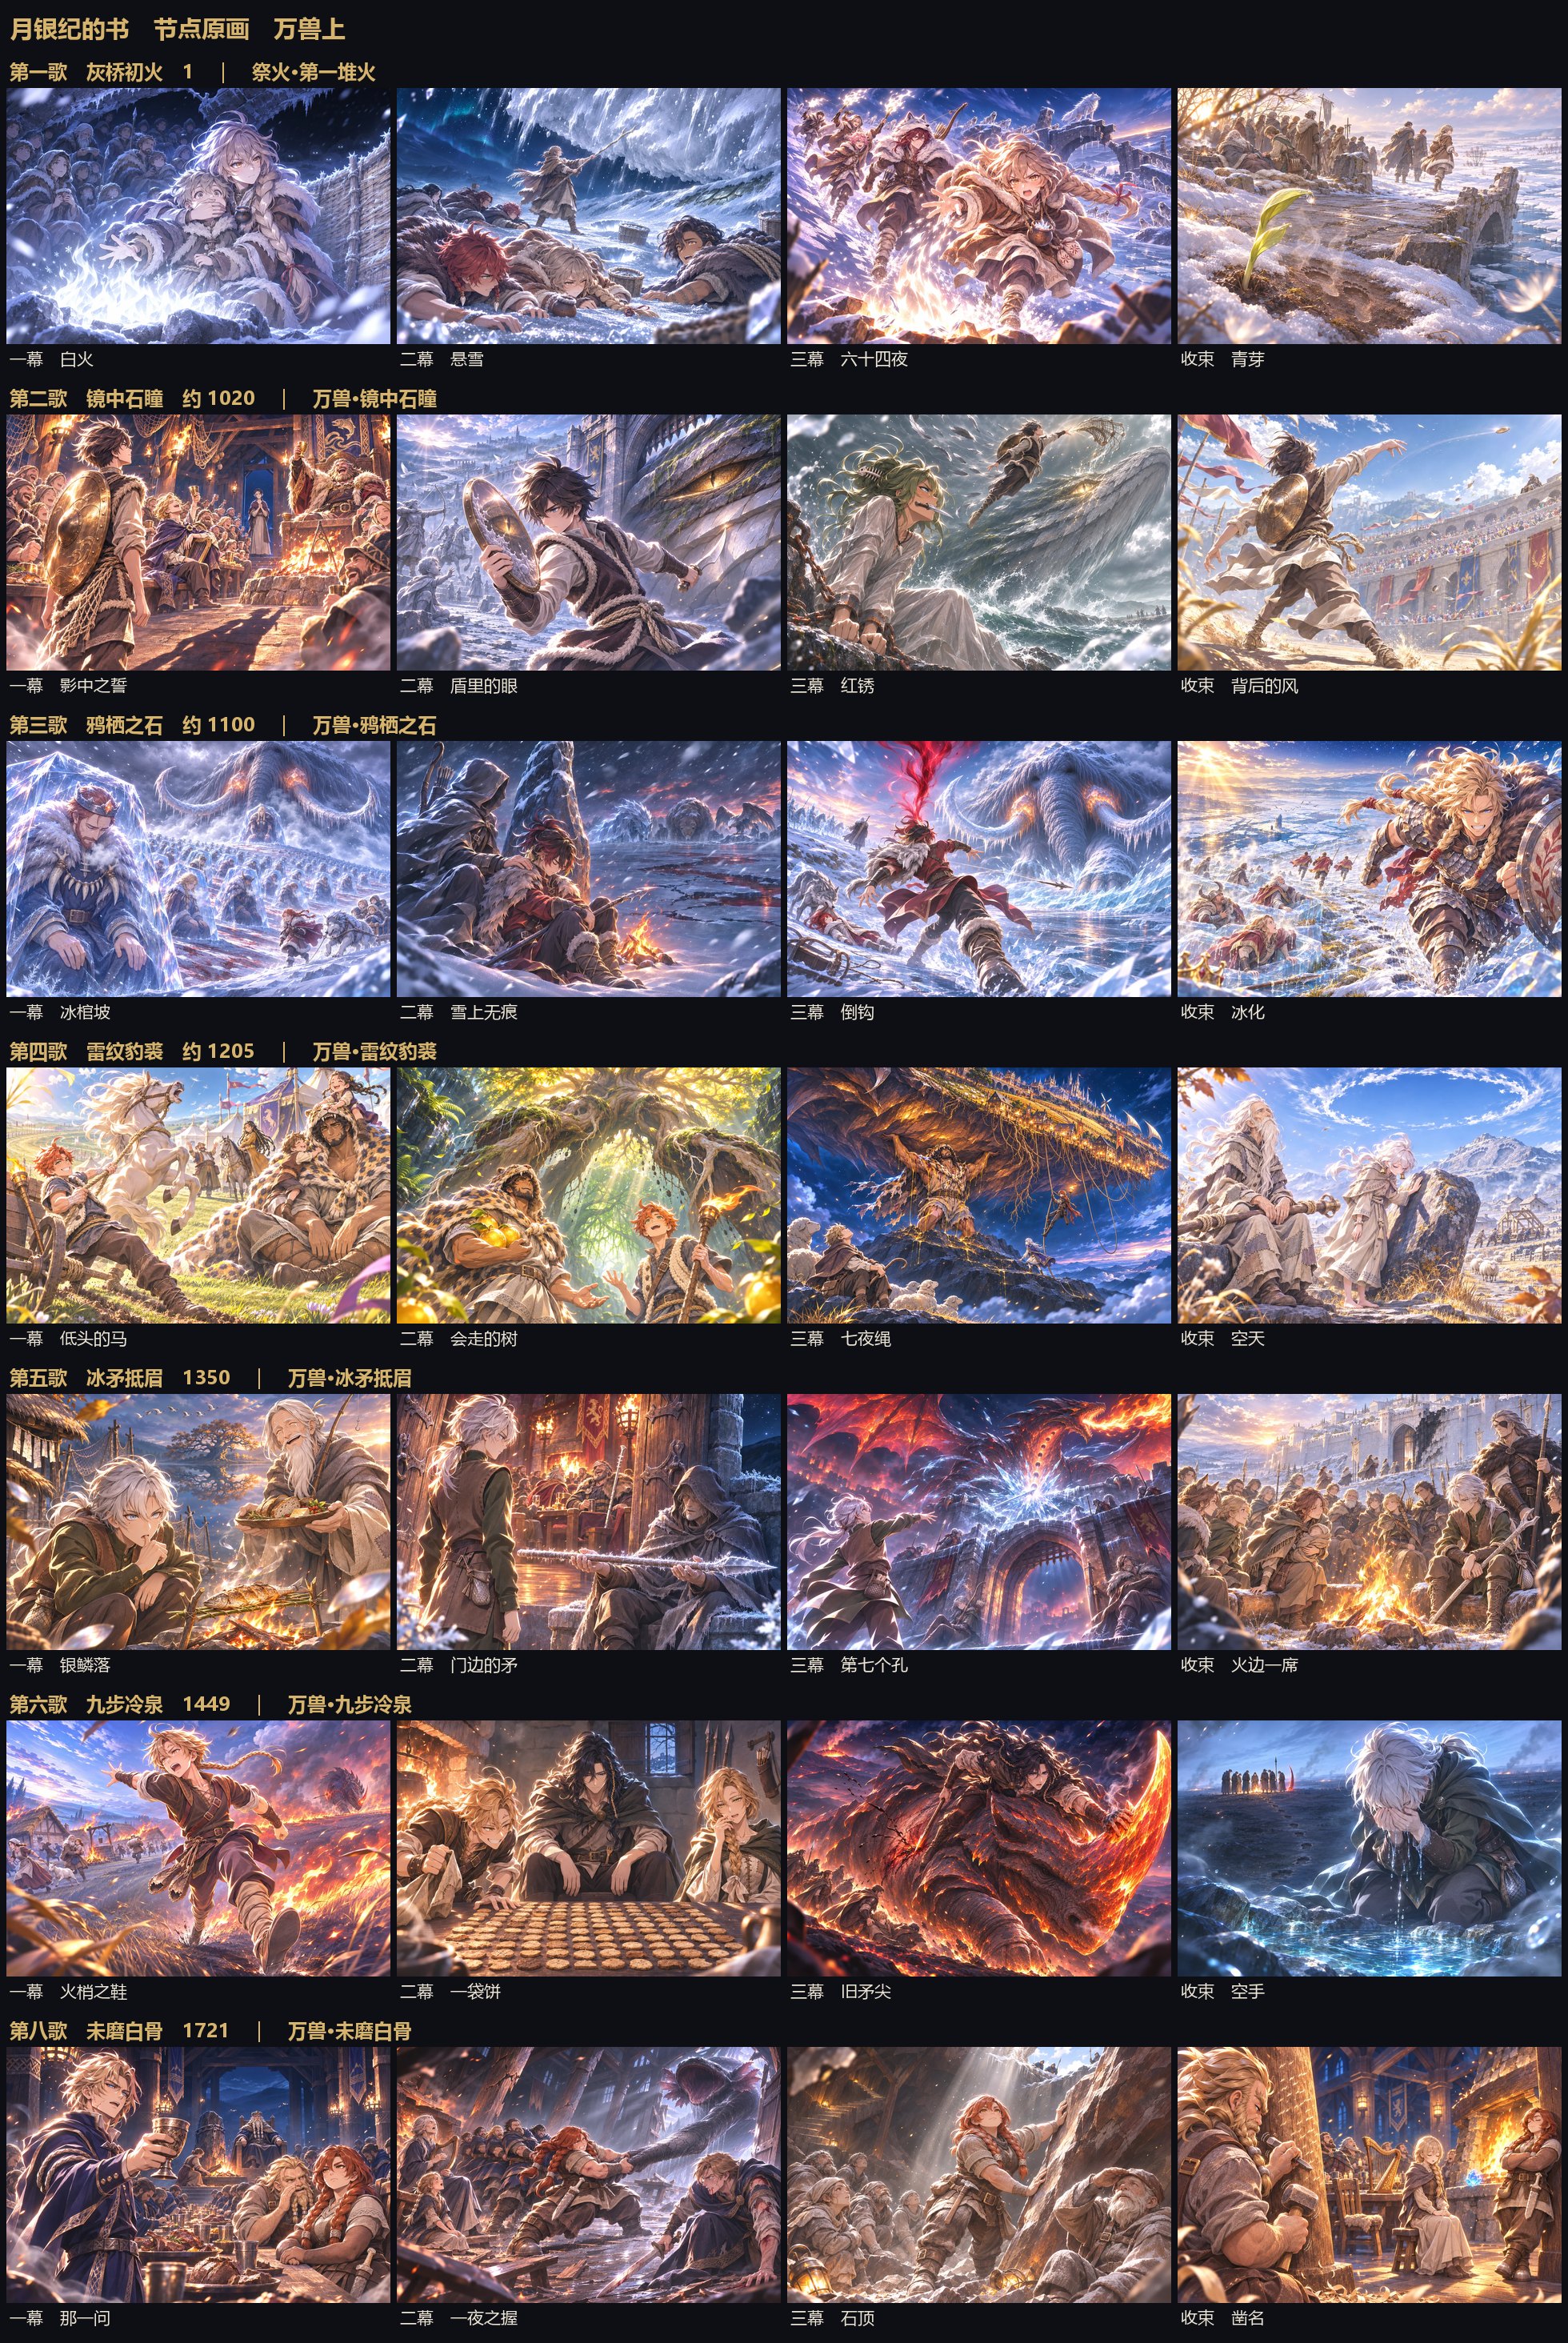 月银纪的书 节点原画 万兽上
第一歌 灰桥初火 1 ｜ 祭火·第一堆火
一幕 白火 二幕 悬雪 三幕 六十四夜 收束 青芽
第二歌 镜中石瞳 约 1020 ｜ 万兽·镜中石瞳
一幕 影中之誓 二幕 盾里的眼 三幕 红锈 收束 背后的风
第三歌 鸦栖之石 约 1100 ｜ 万兽·鸦栖之石
一幕 冰棺坡 二幕 雪上无痕 三幕 倒钩 收束 冰化
第四歌 雷纹豹裘 约 1205 ｜ 万兽·雷纹豹裘
一幕 低头的马 二幕 会走的树 三幕 七夜绳 收束 空天
第五歌 冰矛抵眉 1350 ｜ 万兽·冰矛抵眉
一幕 银鳞落 二幕 门边的矛 三幕 第七个孔 收束 火边一席
第六歌 九步冷泉 1449 ｜ 万兽·九步冷泉
一幕 火梢之鞋 二幕 一袋饼 三幕 旧矛尖 收束 空手
第八歌 未磨白骨 1721 ｜ 万兽·未磨白骨
一幕 那一问 二幕 一夜之握 三幕 石顶 收束 凿名